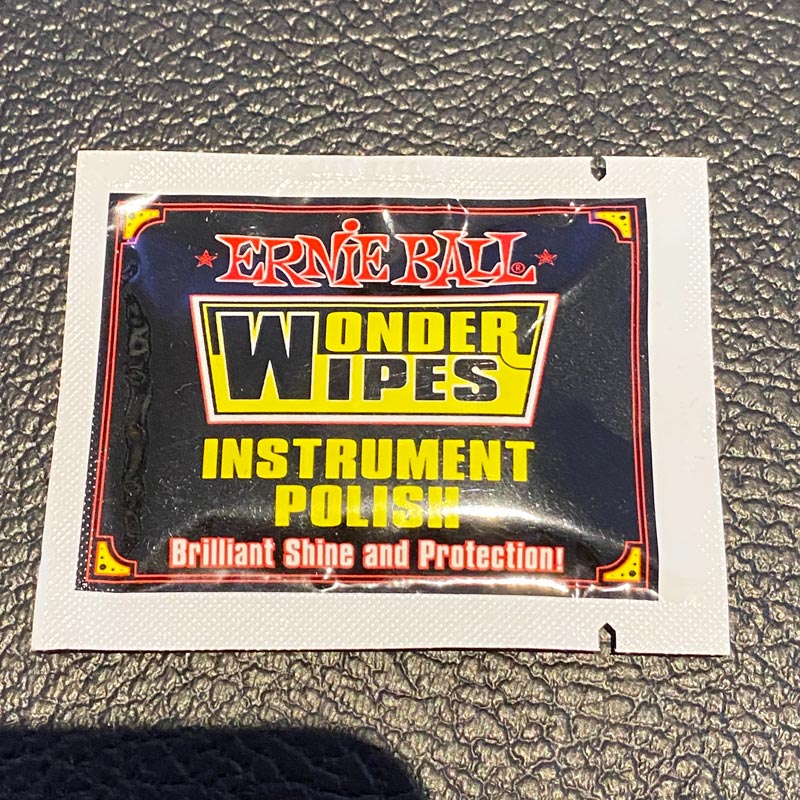 ERNiE BALL®
WONDER
WIPES
INSTRUMENT
POLISH
Brilliant Shine and Protection!